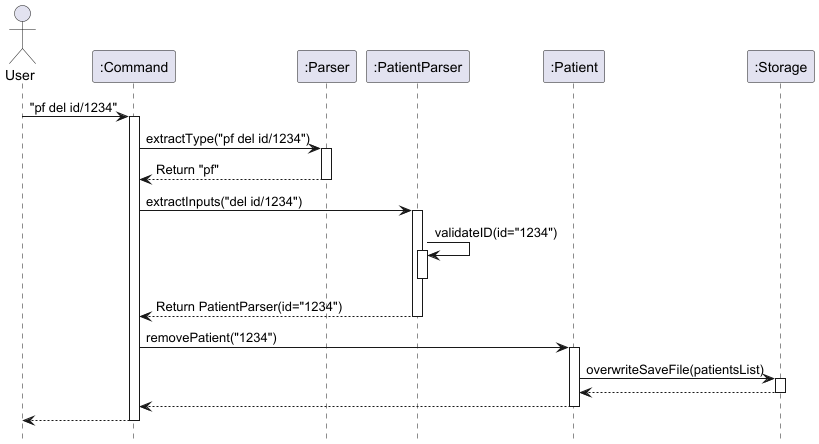 User
:Command
:Parser
:PatientParser
:Patient
:Storage
"pf del id/1234"
extractType("pf del id/1234")
Return "pf"
extractInputs("del id/1234")
validateID(id="1234")
Return PatientParser(id="1234")
removePatient("1234")
overwriteSaveFile(patientsList)